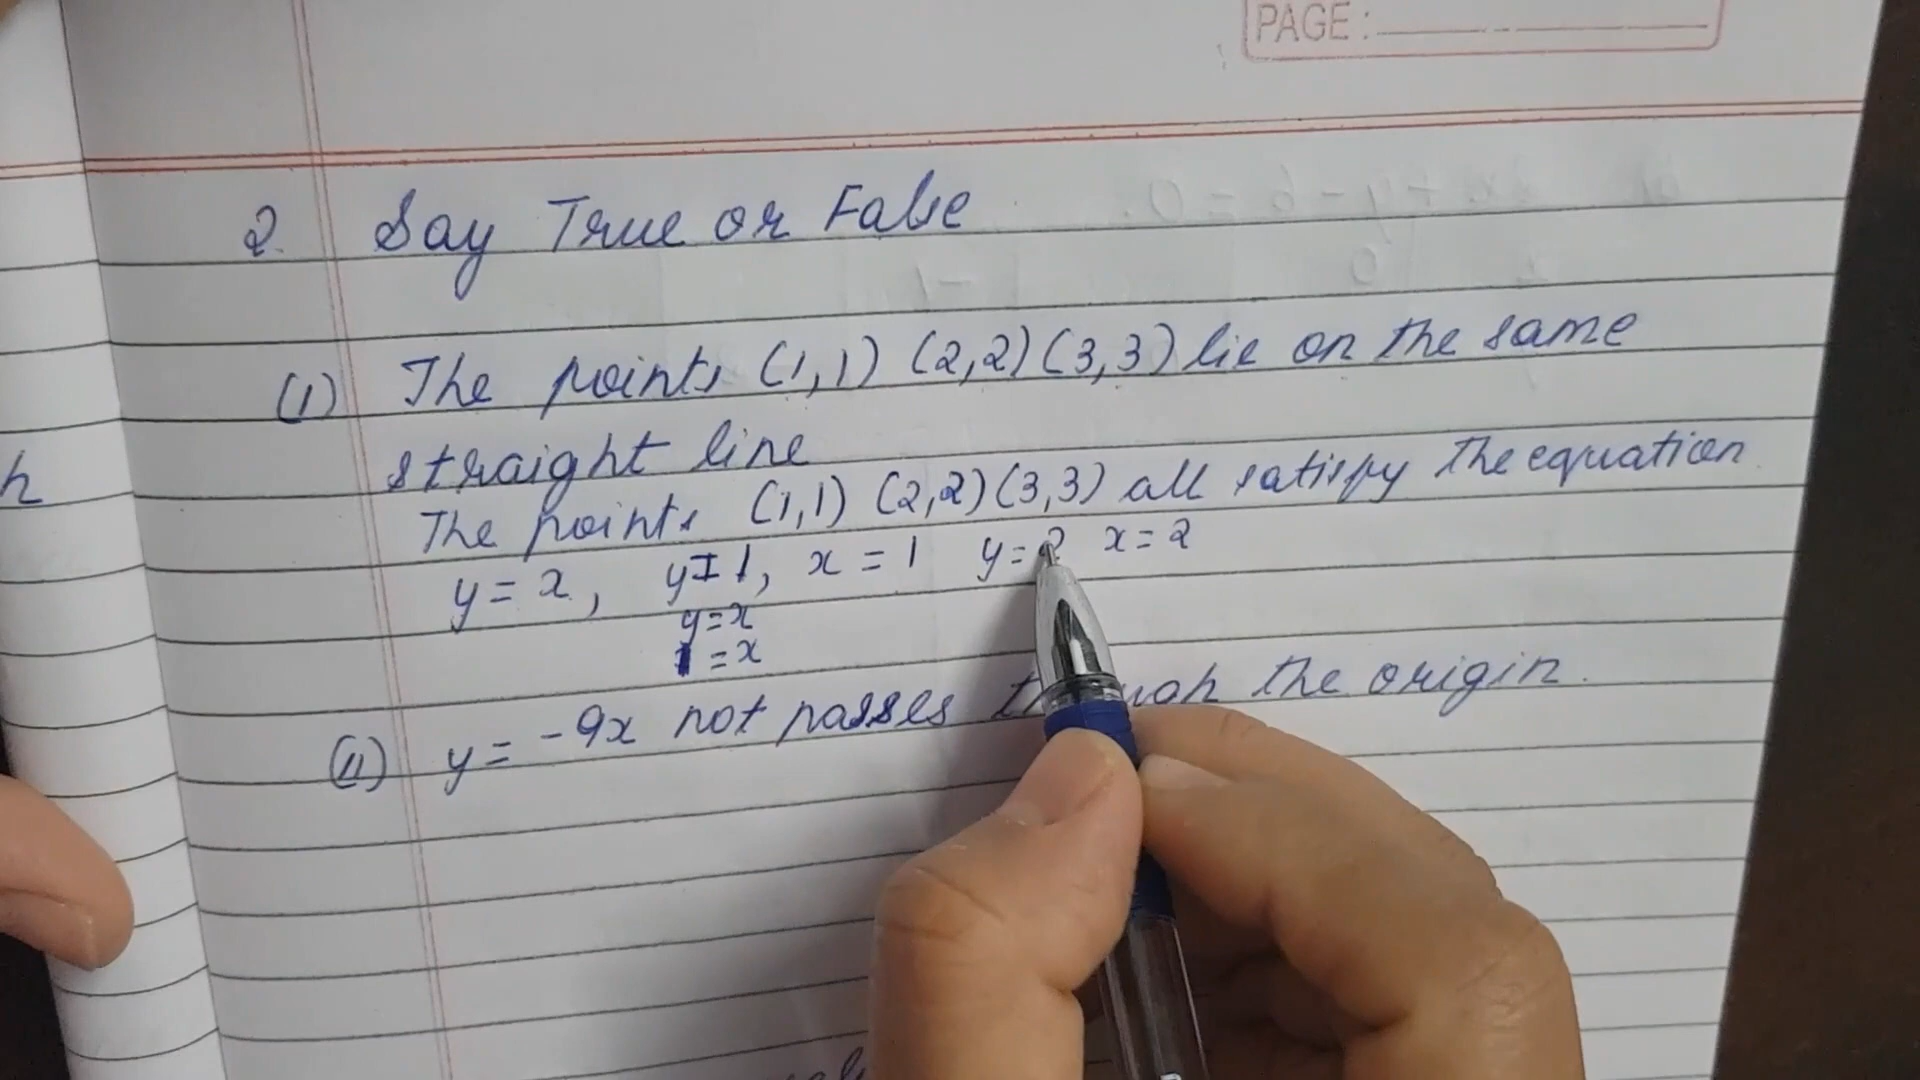 PAGE :
2. Say True or False
(i) The points (1,1) (2,2) (3,3) lie on the same
straight line
The points (1,1) (2,2) (3,3) all satisfy the equation
y = x, y = 1, x = 1 y = 2 x = 2
y = x
1 = x
(ii) y = -9x not passes through the origin.
h